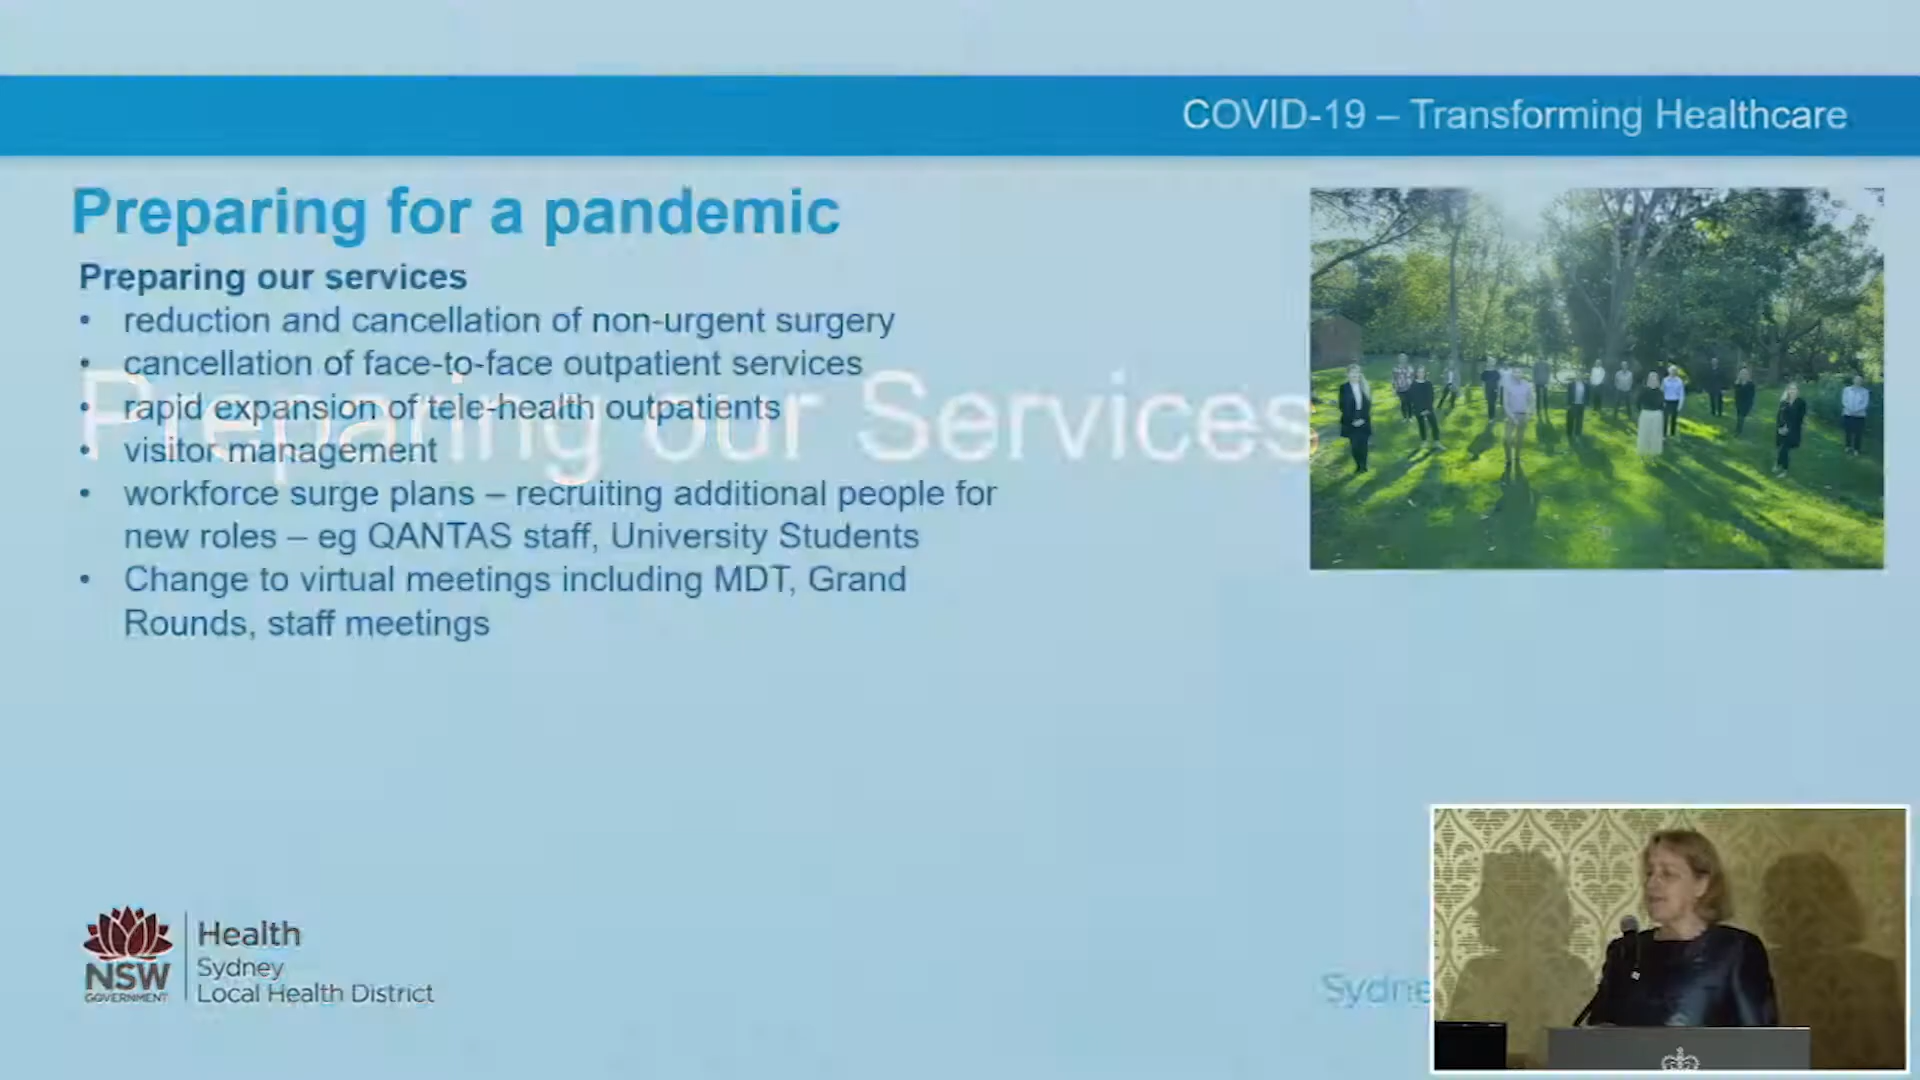 COVID-19 – Transforming Healthcare
Preparing for a pandemic
Preparing our services
• reduction and cancellation of non-urgent surgery
• cancellation of face-to-face outpatient services
• rapid expansion of tele-health outpatients
• visitor management
• workforce surge plans – recruiting additional people for
new roles – eg QANTAS staff, University Students
• Change to virtual meetings including MDT, Grand
Rounds, staff meetings
Preparing our Services
NSW
GOVERNMENT
Health
Sydney
Local Health District
Sydne